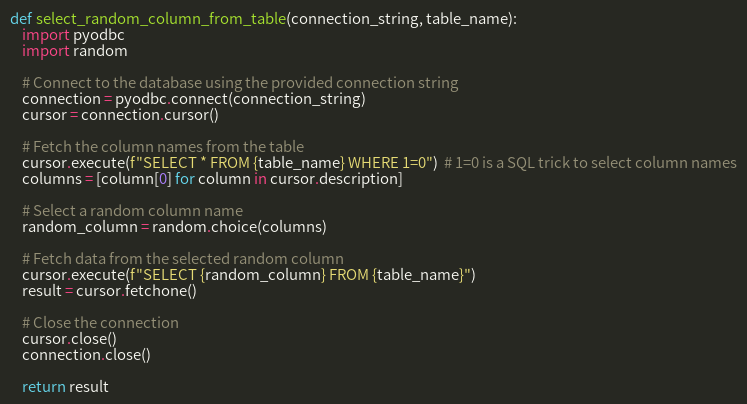 def select_random_column_from_table(connection_string, table_name):
    import pyodbc
    import random

    # Connect to the database using the provided connection string
    connection = pyodbc.connect(connection_string)
    cursor = connection.cursor()

    # Fetch the column names from the table
    cursor.execute(f"SELECT * FROM {table_name} WHERE 1=0")  # 1=0 is a SQL trick to select column names
    columns = [column[0] for column in cursor.description]

    # Select a random column name
    random_column = random.choice(columns)

    # Fetch data from the selected random column
    cursor.execute(f"SELECT {random_column} FROM {table_name}")
    result = cursor.fetchone()

    # Close the connection
    cursor.close()
    connection.close()

    return result